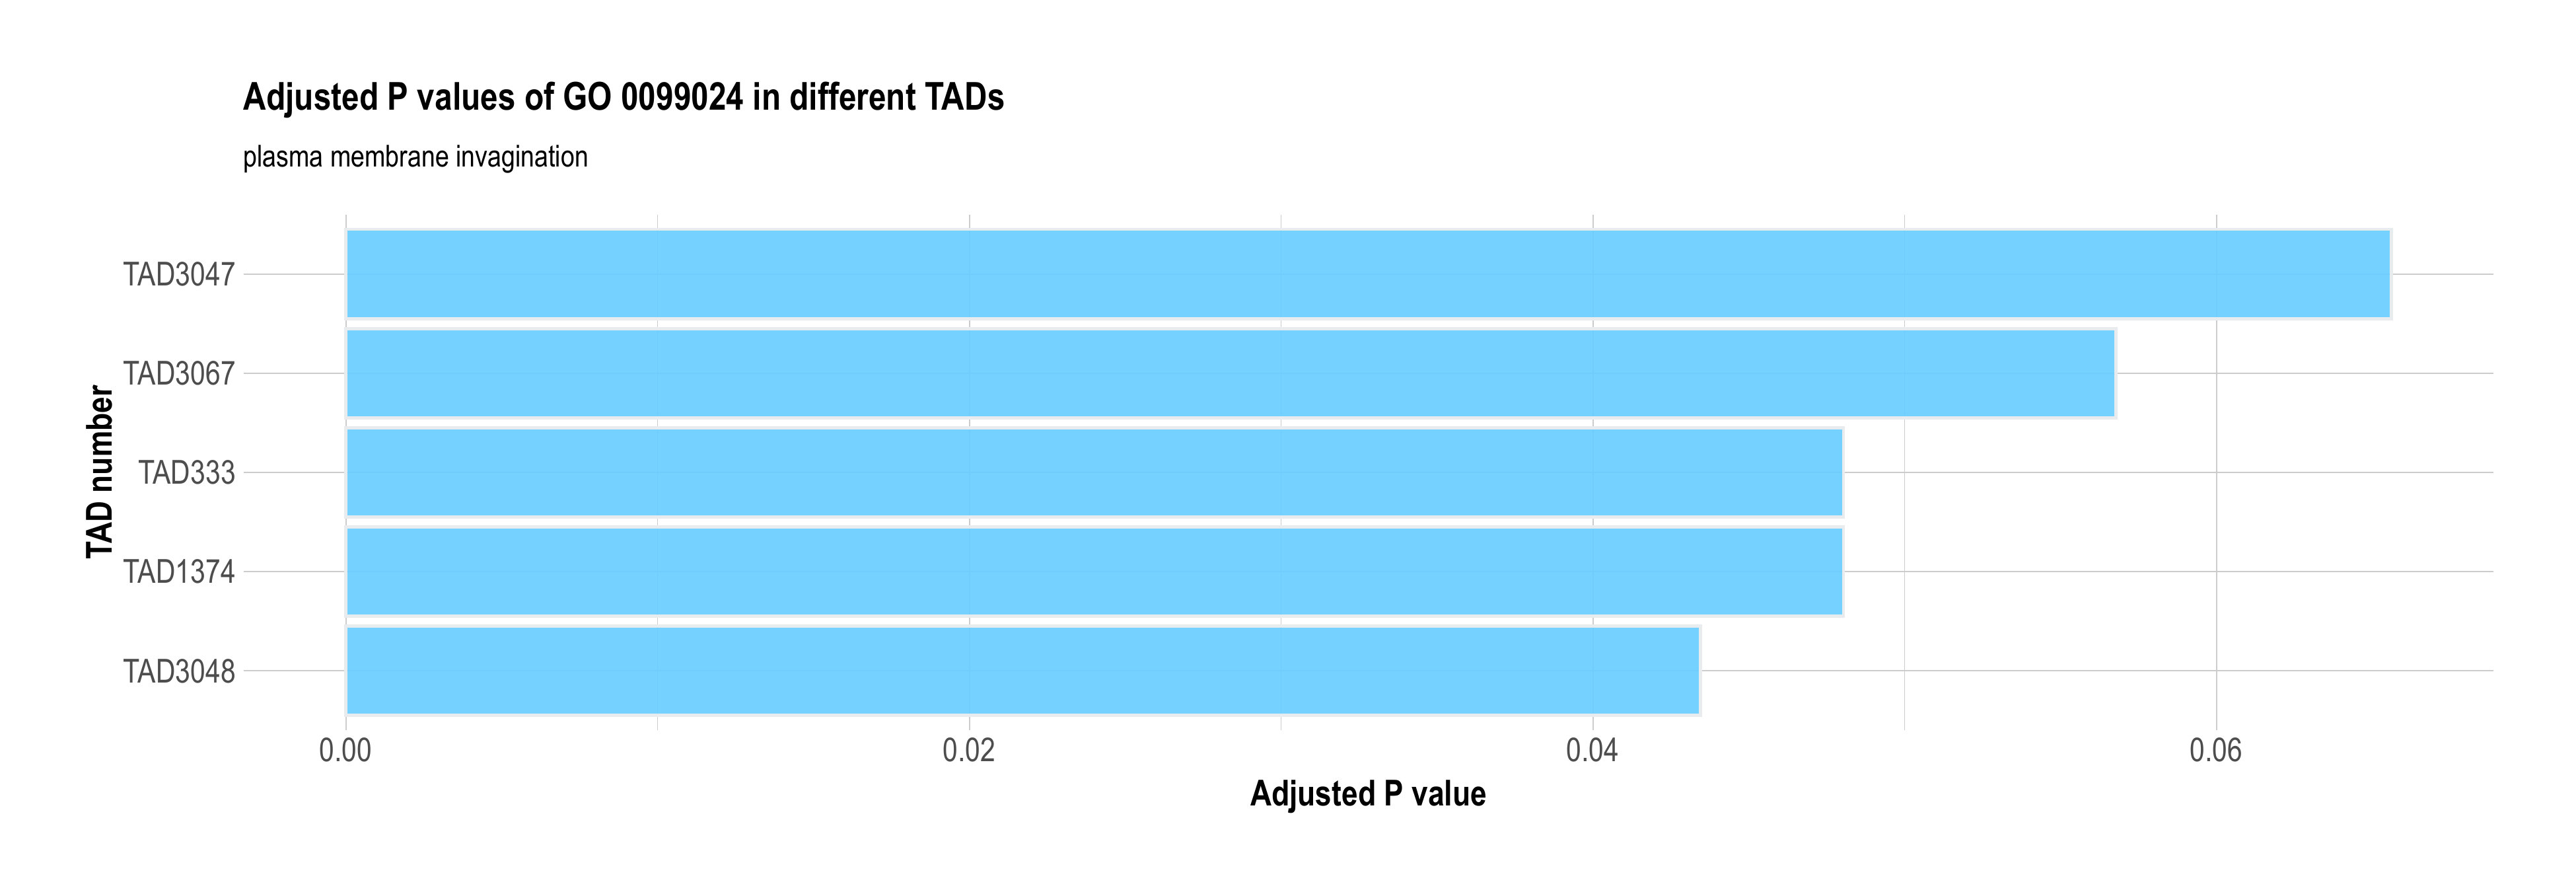 Adjusted P values of GO 0099024 in different TADs
plasma membrane invagination
TAD number
TAD3047
TAD3067
TAD333
TAD1374
TAD3048
0.00 0.02 0.04 0.06
Adjusted P value